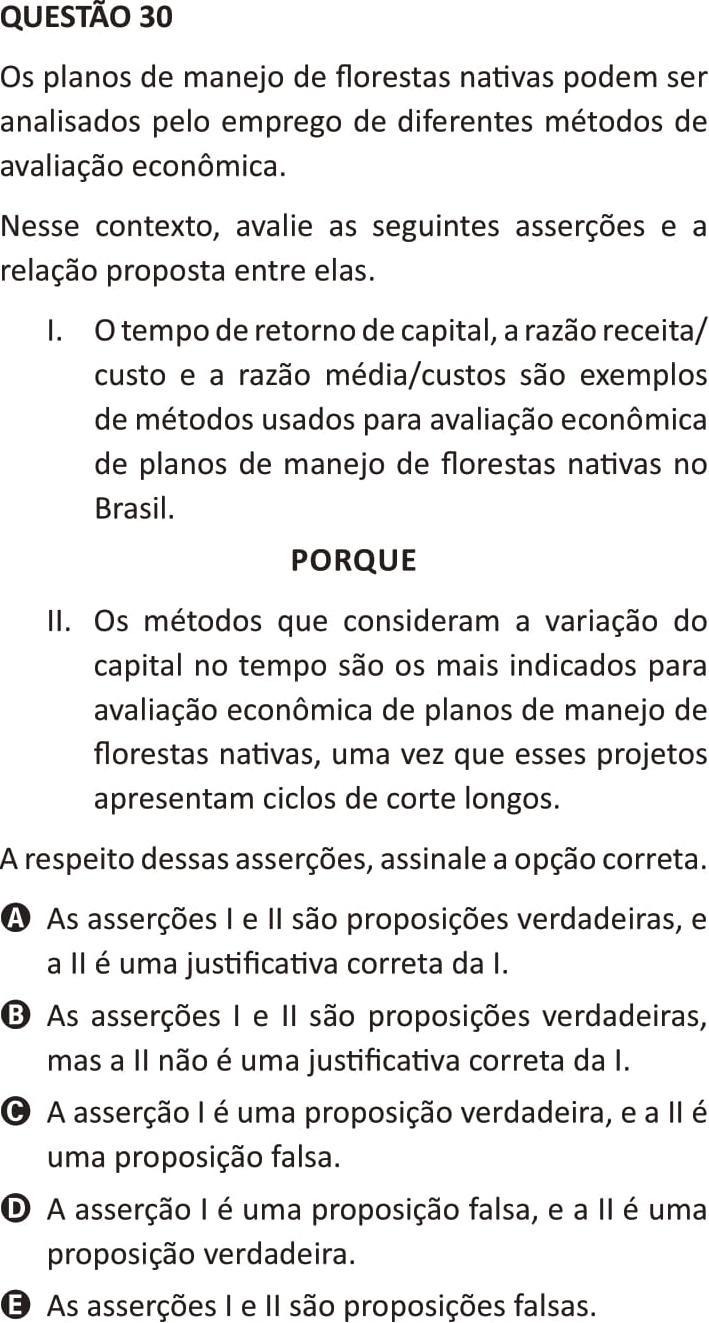 QUESTÃO 30
Os planos de manejo de florestas nativas podem ser
analisados pelo emprego de diferentes métodos de
avaliação econômica.
Nesse contexto, avalie as seguintes asserções e a
relação proposta entre elas.
I. O tempo de retorno de capital, a razão receita/
custo e a razão média/custos são exemplos
de métodos usados para avaliação econômica
de planos de manejo de florestas nativas no
Brasil.
PORQUE
II. Os métodos que consideram a variação do
capital no tempo são os mais indicados para
avaliação econômica de planos de manejo de
florestas nativas, uma vez que esses projetos
apresentam ciclos de corte longos.
A respeito dessas asserções, assinale a opção correta.
A As asserções I e II são proposições verdadeiras, e
a II é uma justificativa correta da I.
B As asserções I e II são proposições verdadeiras,
mas a II não é uma justificativa correta da I.
C A asserção I é uma proposição verdadeira, e a II é
uma proposição falsa.
D A asserção I é uma proposição falsa, e a II é uma
proposição verdadeira.
E As asserções I e II são proposições falsas.